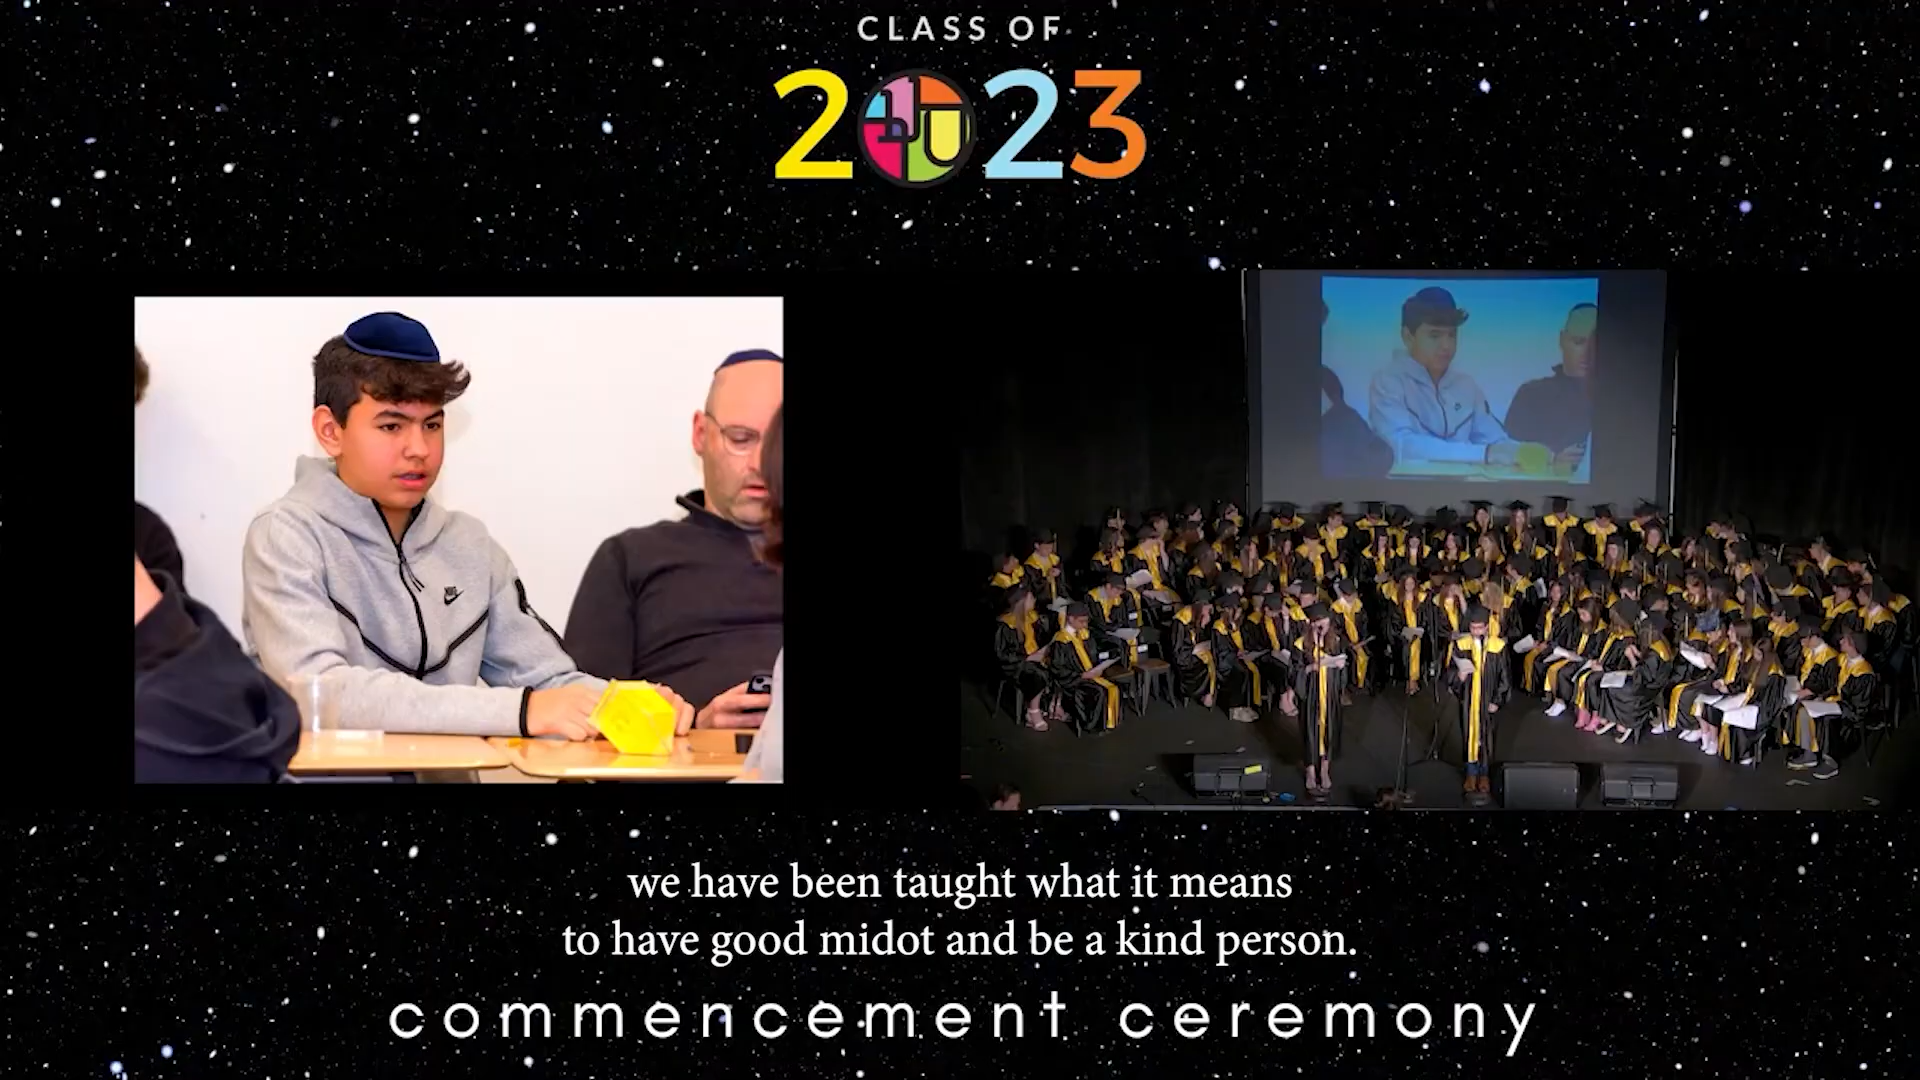 CLASS OF
2023
we have been taught what it means
to have good midot and be a kind person.
commencement ceremony